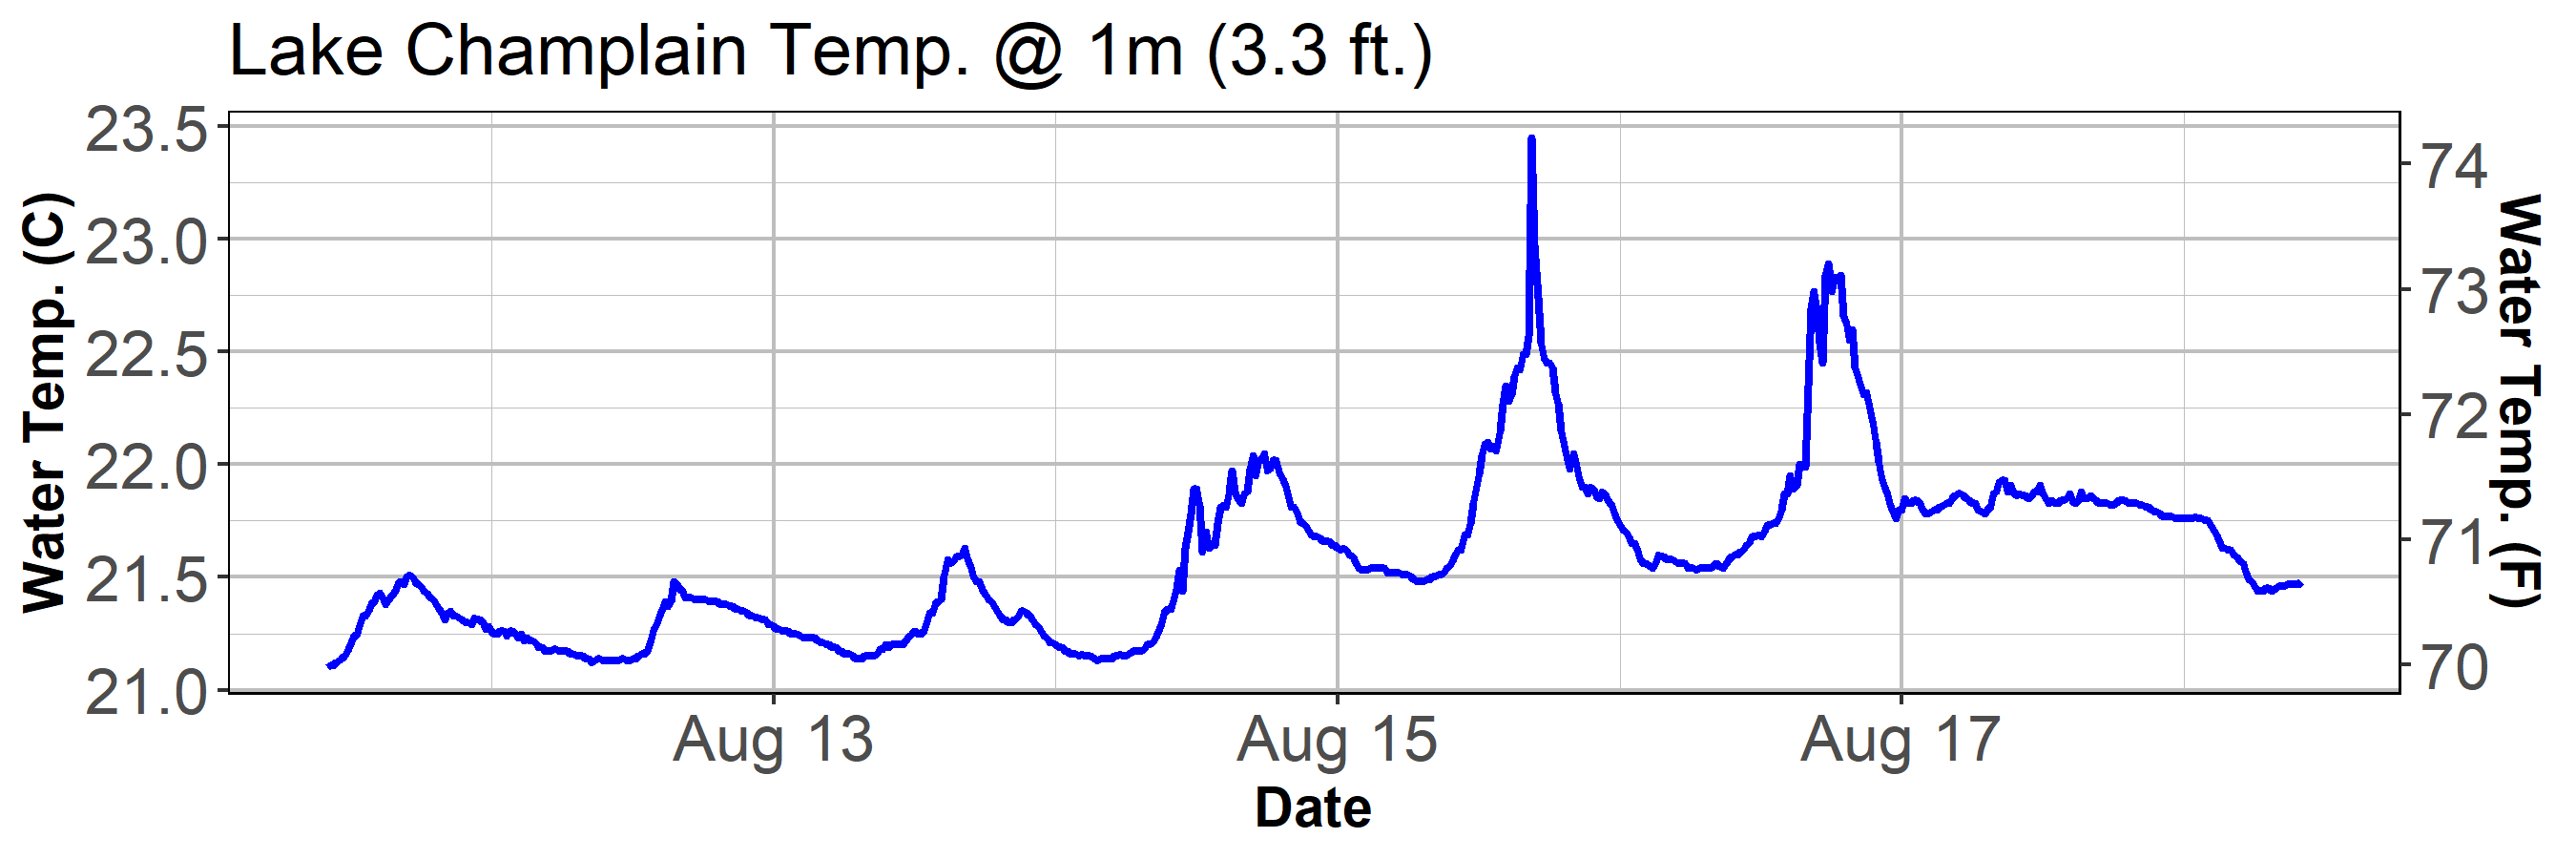 Lake Champlain Temp. @ 1m (3.3 ft.)
Water Temp. (C)
23.5
23.0
22.5
22.0
21.5
21.0
74
73
72
71
70
Water Temp. (F)
Aug 13 Aug 15 Aug 17
Date